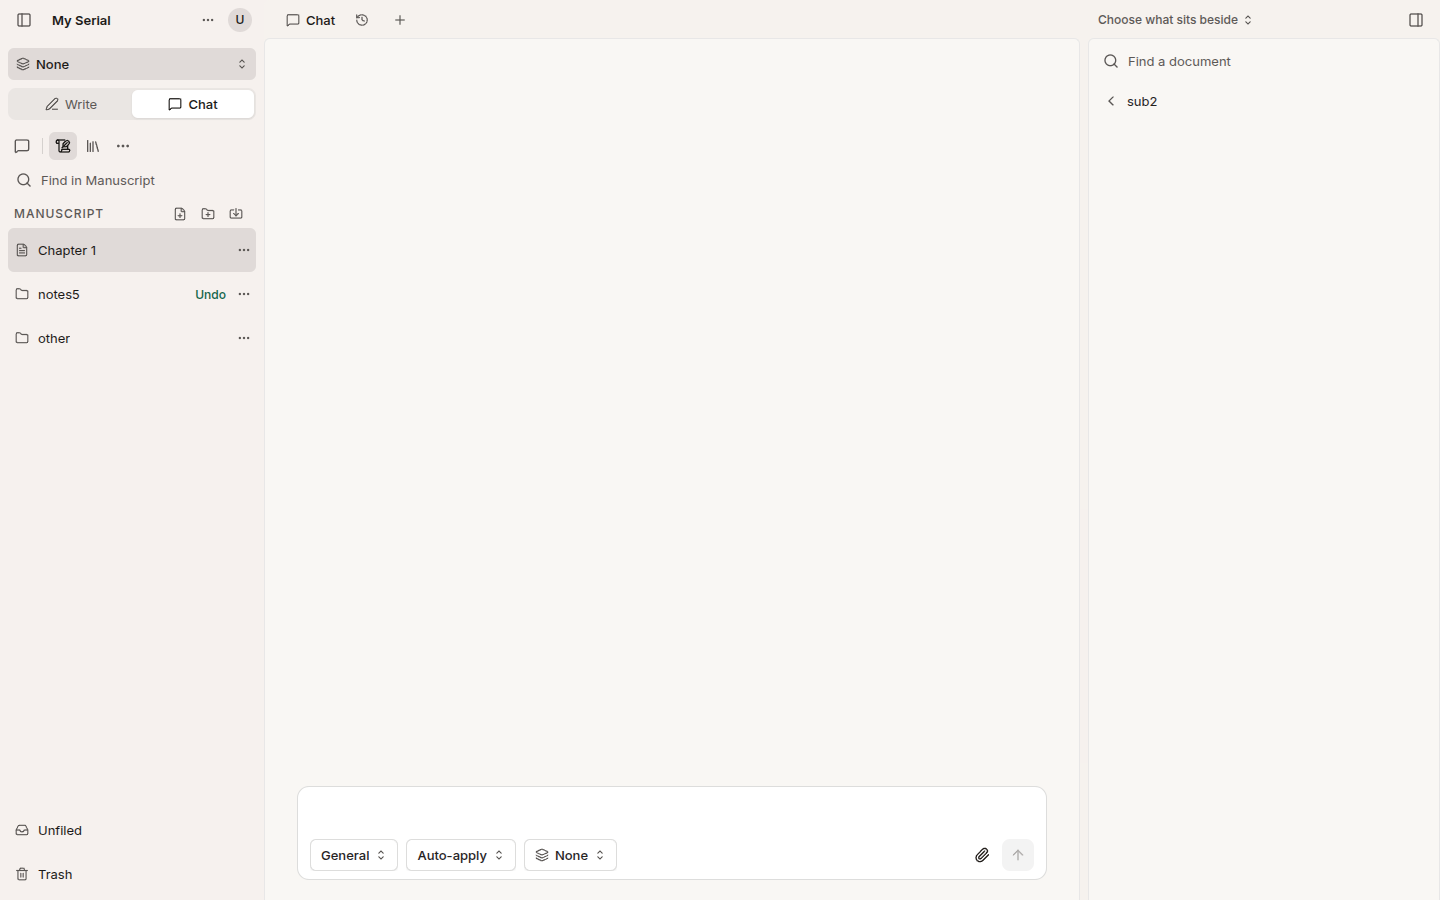 My Serial
U
None
Write
Chat
Find in Manuscript
MANUSCRIPT
Chapter 1
notes5
Undo
other
Unfiled
Trash
Chat
General
Auto-apply
None
Choose what sits beside
Find a document
sub2